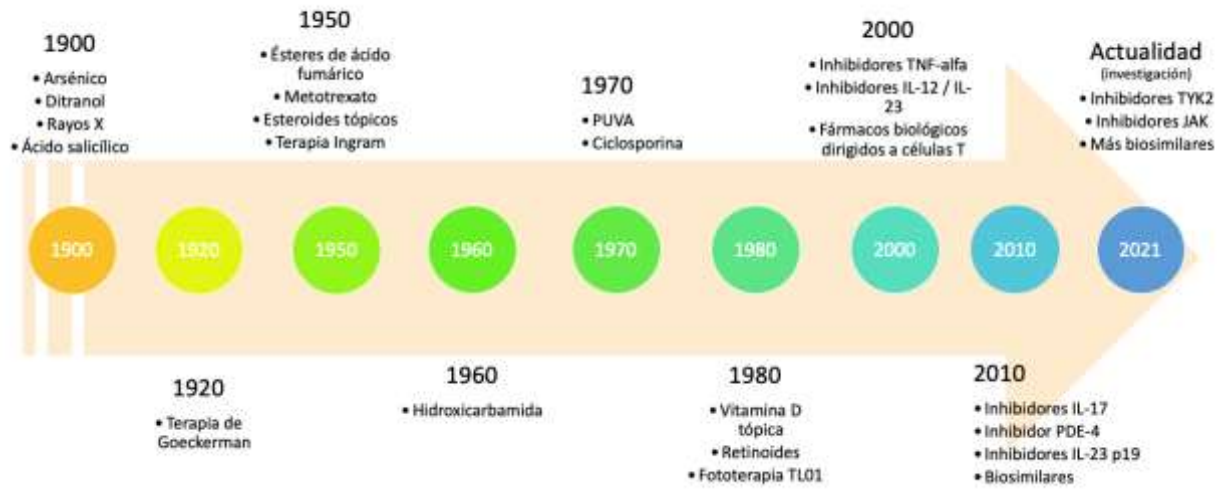 1900
• Arsénico
• Ditranol
• Rayos X
• Ácido salicílico
1950
• Ésteres de ácido
fumárico
• Metotrexato
• Esteroides tópicos
• Terapia Ingram
1970
• PUVA
• Ciclosporina
2000
• Inhibidores TNF-alfa
• Inhibidores IL-12 / IL-
23
• Fármacos biológicos
dirigidos a células T
Actualidad
(investigación)
• Inhibidores TYK2
• Inhibidores JAK
• Más biosimilares
1900
1920
1950
1960
1970
1980
2000
2010
2021
1920
• Terapia de
Goeckerman
1960
• Hidroxicarbamida
1980
• Vitamina D
tópica
• Retinoides
• Fototerapia TL01
2010
• Inhibidores IL-17
• Inhibidor PDE-4
• Inhibidores IL-23 p19
• Biosimilares